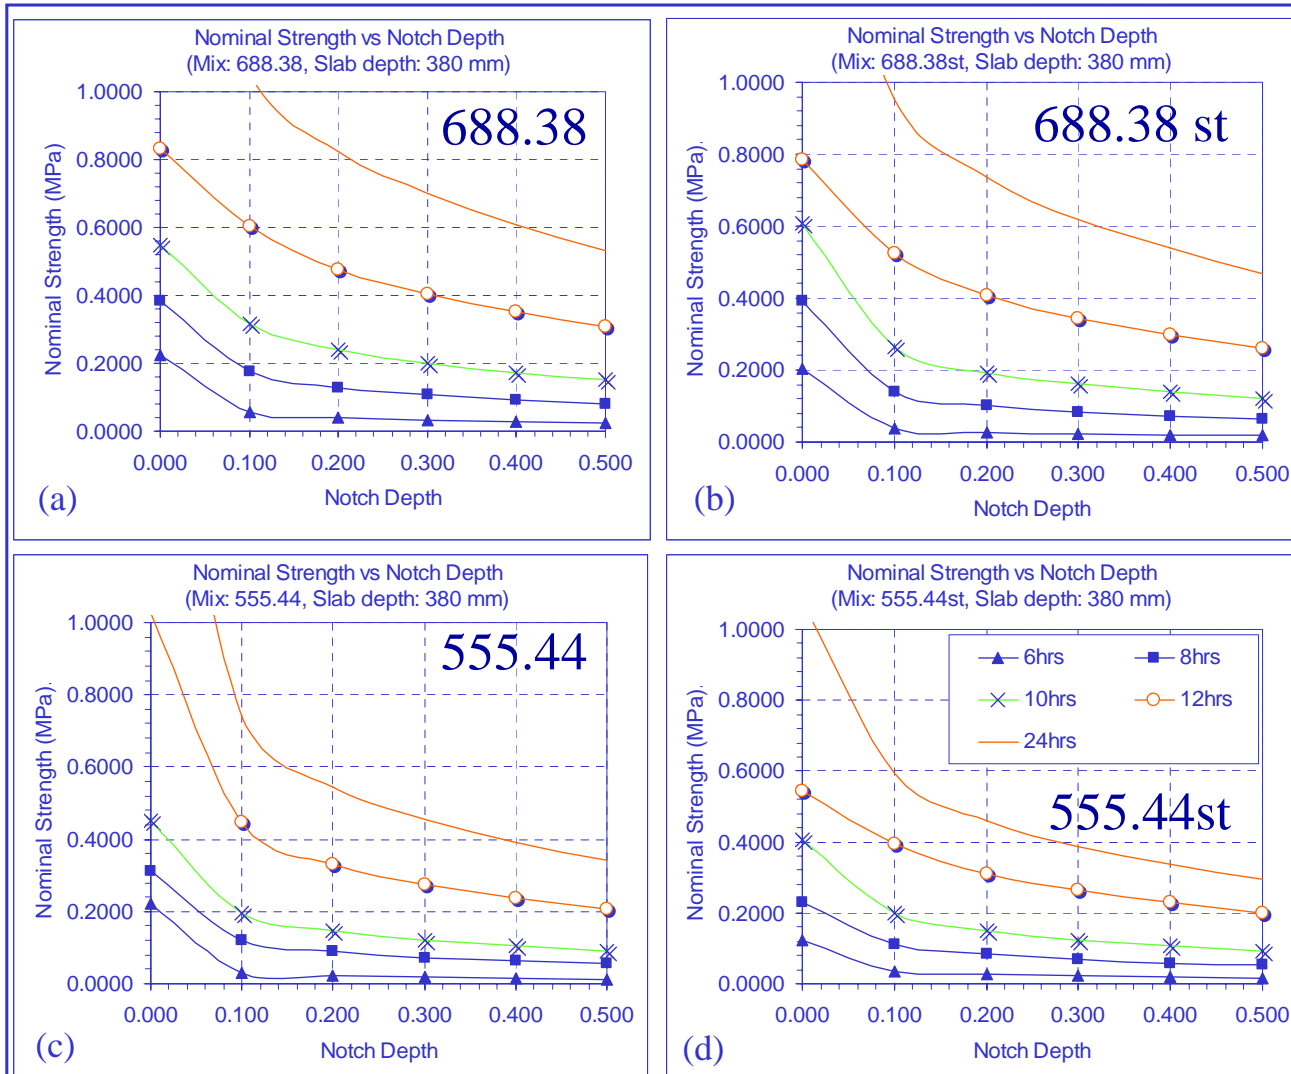 Nominal Strength vs Notch Depth
(Mix: 688.38, Slab depth: 380 mm)
688.38
Nominal Strength (MPa)
1.0000
0.8000
0.6000
0.4000
0.2000
0.0000
0.000 0.100 0.200 0.300 0.400 0.500
Notch Depth
(a)
Nominal Strength vs Notch Depth
(Mix: 688.38st, Slab depth: 380 mm)
688.38 st
Nominal Strength (MPa).
1.0000
0.8000
0.6000
0.4000
0.2000
0.0000
0.000 0.100 0.200 0.300 0.400 0.500
Notch Depth
(b)
Nominal Strength vs Notch Depth
(Mix: 555.44, Slab depth: 380 mm)
555.44
Nominal Strength (MPa).
1.0000
0.8000
0.6000
0.4000
0.2000
0.0000
0.000 0.100 0.200 0.300 0.400 0.500
Notch Depth
(c)
Nominal Strength vs Notch Depth
(Mix: 555.44st, Slab depth: 380 mm)
6hrs 8hrs
10hrs 12hrs
24hrs
555.44st
Nominal Strength (MPa).
1.0000
0.8000
0.6000
0.4000
0.2000
0.0000
0.000 0.100 0.200 0.300 0.400 0.500
Notch Depth
(d)